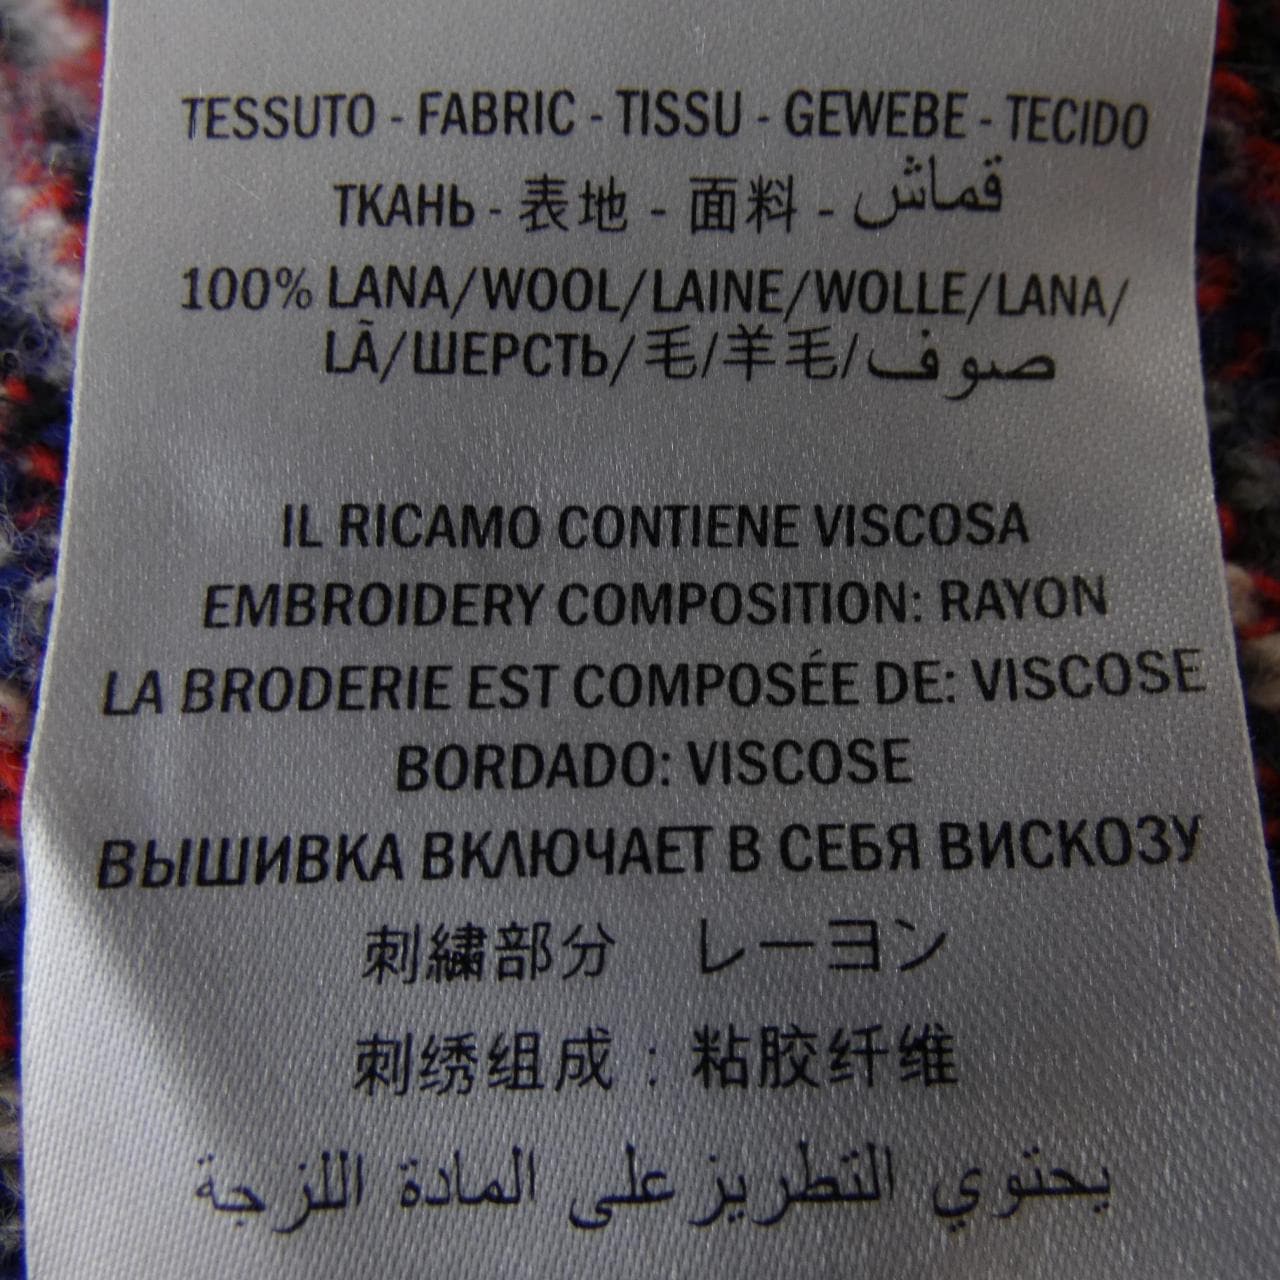 TESSUTO - FABRIC - TISSU - GEWEBE - TECIDO
ТКАНЬ - 表地 - 面料 - قماش
100% LANA/WOOL/LAINE/WOLLE/LANA/
LÃ/ШЕРСТЬ/毛/羊毛/صوف
IL RICAMO CONTIENE VISCOSA
EMBROIDERY COMPOSITION: RAYON
LA BRODERIE EST COMPOSÉE DE: VISCOSE
BORDADO: VISCOSE
ВЫШИВКА ВКЛЮЧАЕТ В СЕБЯ ВИСКОЗУ
刺繍部分 レーヨン
刺绣组成：粘胶纤维
يحتوي التطريز على المادة اللزجة